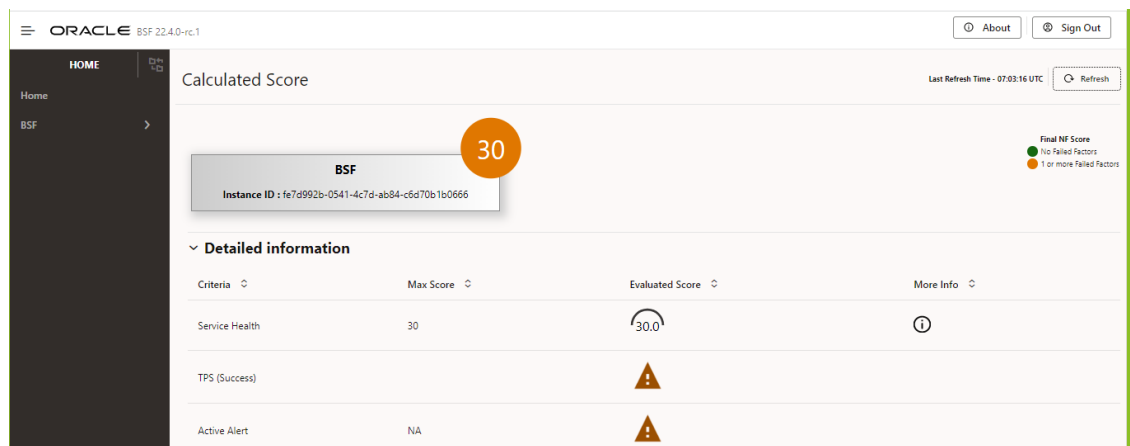 ORACLE BSF 22.4.0-rc.1
About
Sign Out
HOME
Home
BSF
Calculated Score
Last Refresh Time - 07:03:16 UTC
Refresh
30
BSF
Instance ID : fe7d992b-0541-4c7d-ab84-c6d70b1b0666
Final NF Score
No Failed Factors
1 or more Failed Factors
Detailed information
Criteria Max Score Evaluated Score More Info
Service Health 30 30.0
TPS (Success)
Active Alert NA